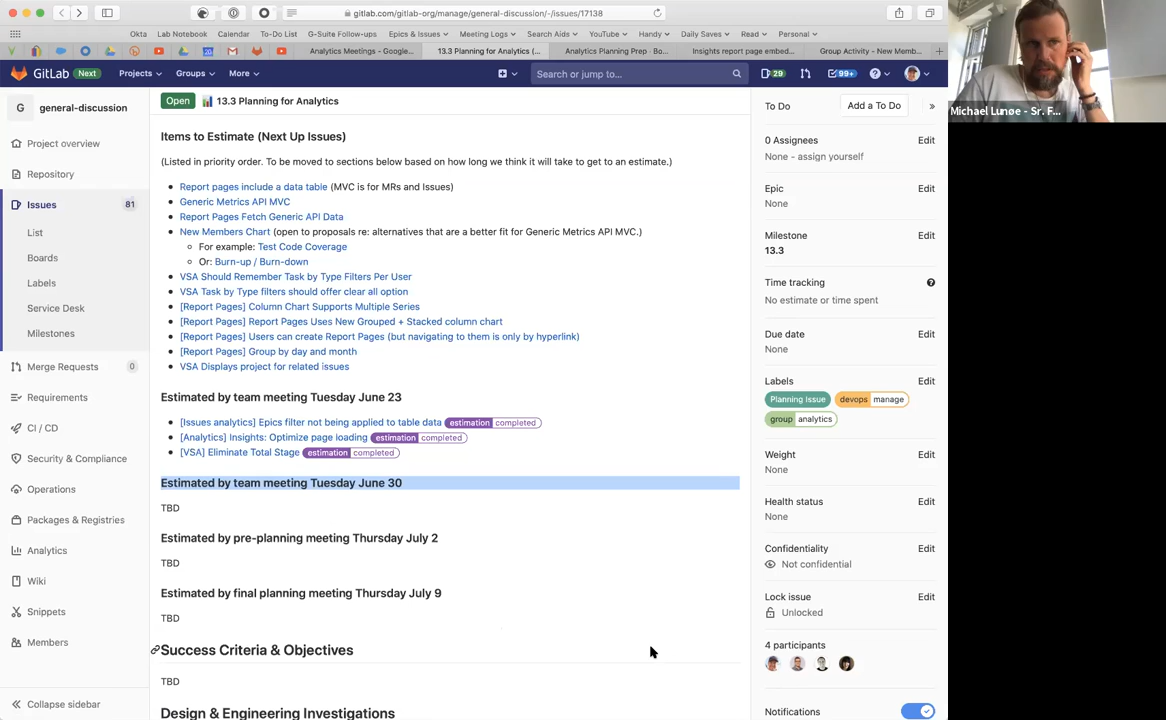 gitlab.com/gitlab-org/manage/general-discussion/-/issues/17138
Okta Lab Notebook Calendar To-Do List G-Suite Follow-ups Epics & Issues Meeting Logs Search Aids YouTube Handy Daily Saves Read Personal
Analytics Meetings - Google... 13.3 Planning for Analytics (... Analytics Planning Prep · Bo... Insights report page embed... Group Activity - New Memb...
GitLab Next Projects Groups More Search or jump to... 29 99+
G general-discussion
Project overview
Repository
Issues 81
List
Boards
Labels
Service Desk
Milestones
Merge Requests 0
Requirements
CI / CD
Security & Compliance
Operations
Packages & Registries
Analytics
Wiki
Snippets
Members
Collapse sidebar
Open 13.3 Planning for Analytics
Items to Estimate (Next Up Issues)
(Listed in priority order. To be moved to sections below based on how long we think it will take to get to an estimate.)
Report pages include a data table (MVC is for MRs and Issues)
Generic Metrics API MVC
Report Pages Fetch Generic API Data
New Members Chart (open to proposals re: alternatives that are a better fit for Generic Metrics API MVC.)
For example: Test Code Coverage
Or: Burn-up / Burn-down
VSA Should Remember Task by Type Filters Per User
VSA Task by Type filters should offer clear all option
[Report Pages] Column Chart Supports Multiple Series
[Report Pages] Report Pages Uses New Grouped + Stacked column chart
[Report Pages] Users can create Report Pages (but navigating to them is only by hyperlink)
[Report Pages] Group by day and month
VSA Displays project for related issues
Estimated by team meeting Tuesday June 23
[Issues analytics] Epics filter not being applied to table data estimation completed
[Analytics] Insights: Optimize page loading estimation completed
[VSA] Eliminate Total Stage estimation completed
Estimated by team meeting Tuesday June 30
TBD
Estimated by pre-planning meeting Thursday July 2
TBD
Estimated by final planning meeting Thursday July 9
TBD
Success Criteria & Objectives
TBD
Design & Engineering Investigations
To Do Add a To Do »
0 Assignees Edit
None - assign yourself
Epic Edit
None
Milestone Edit
13.3
Time tracking
No estimate or time spent
Due date Edit
None
Labels Edit
Planning Issue devops manage
group analytics
Weight Edit
None
Health status Edit
None
Confidentiality Edit
Not confidential
Lock issue Edit
Unlocked
4 participants
Notifications
Michael Lunøe - Sr. F...